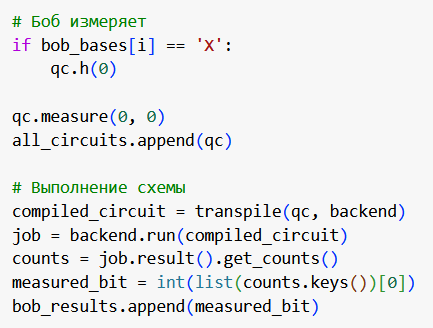 # Боб измеряет
if bob_bases[i] == 'X':
    qc.h(0)

qc.measure(0, 0)
all_circuits.append(qc)

# Выполнение схемы
compiled_circuit = transpile(qc, backend)
job = backend.run(compiled_circuit)
counts = job.result().get_counts()
measured_bit = int(list(counts.keys())[0])
bob_results.append(measured_bit)